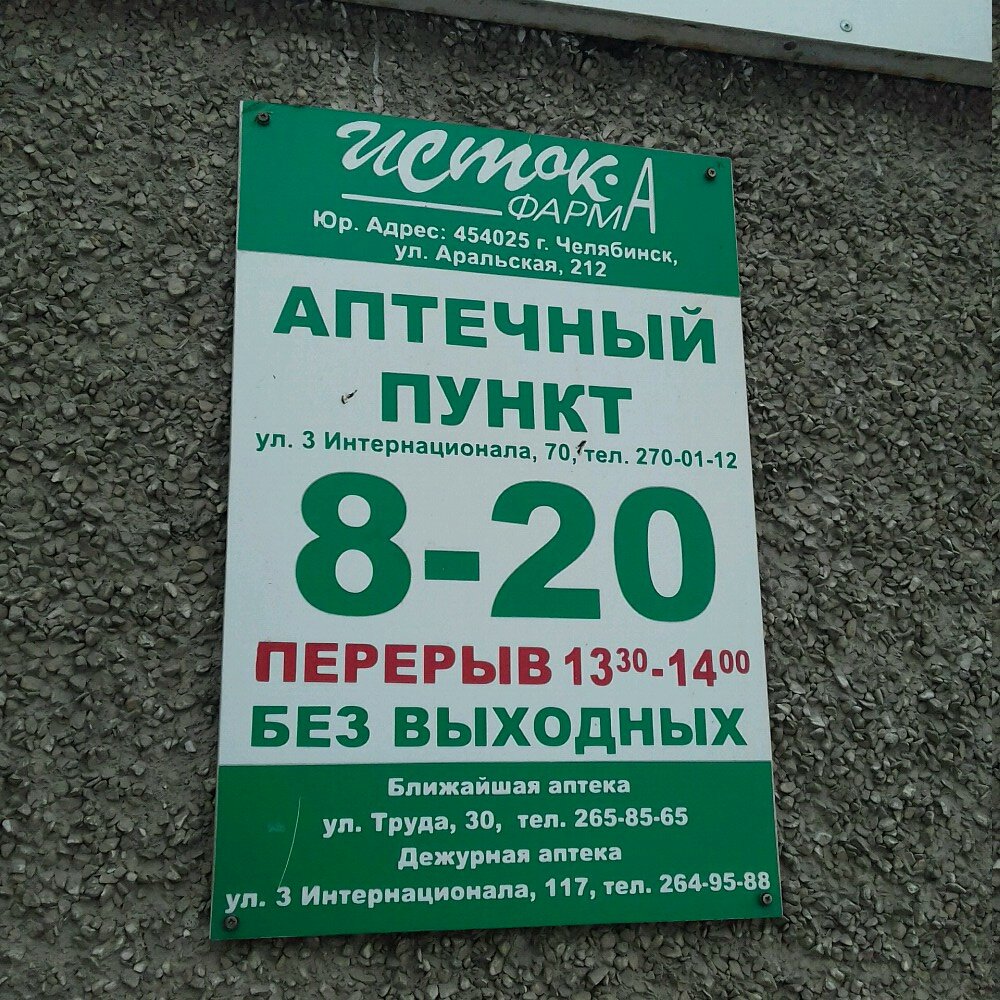 исток·А
ФАРМ
Юр. Адрес: 454025 г. Челябинск,
ул. Аральская, 212
АПТЕЧНЫЙ
ПУНКТ
ул. 3 Интернационала, 70, тел. 270-01-12
8-20
ПЕРЕРЫВ 13³⁰-14⁰⁰
БЕЗ ВЫХОДНЫХ
Ближайшая аптека
ул. Труда, 30, тел. 265-85-65
Дежурная аптека
ул. 3 Интернационала, 117, тел. 264-95-88